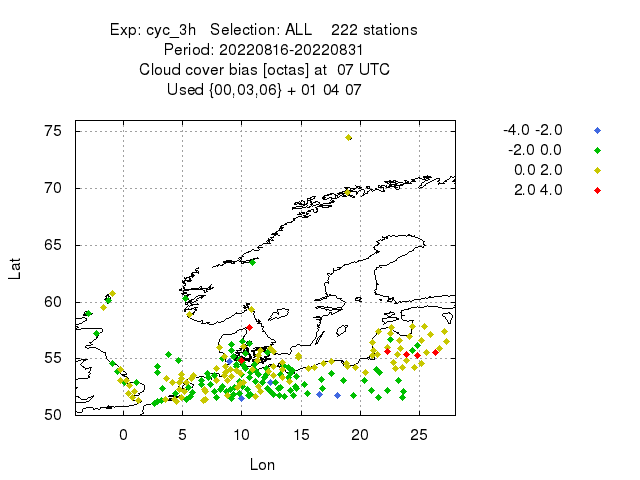 Exp: cyc_3h   Selection: ALL    222 stations
Period: 20220816-20220831
Cloud cover bias [octas] at  07 UTC
Used {00,03,06} + 01 04 07
-4.0 -2.0
-2.0 0.0
0.0 2.0
2.0 4.0
75
70
65
60
55
50
Lat
0 5 10 15 20 25
Lon